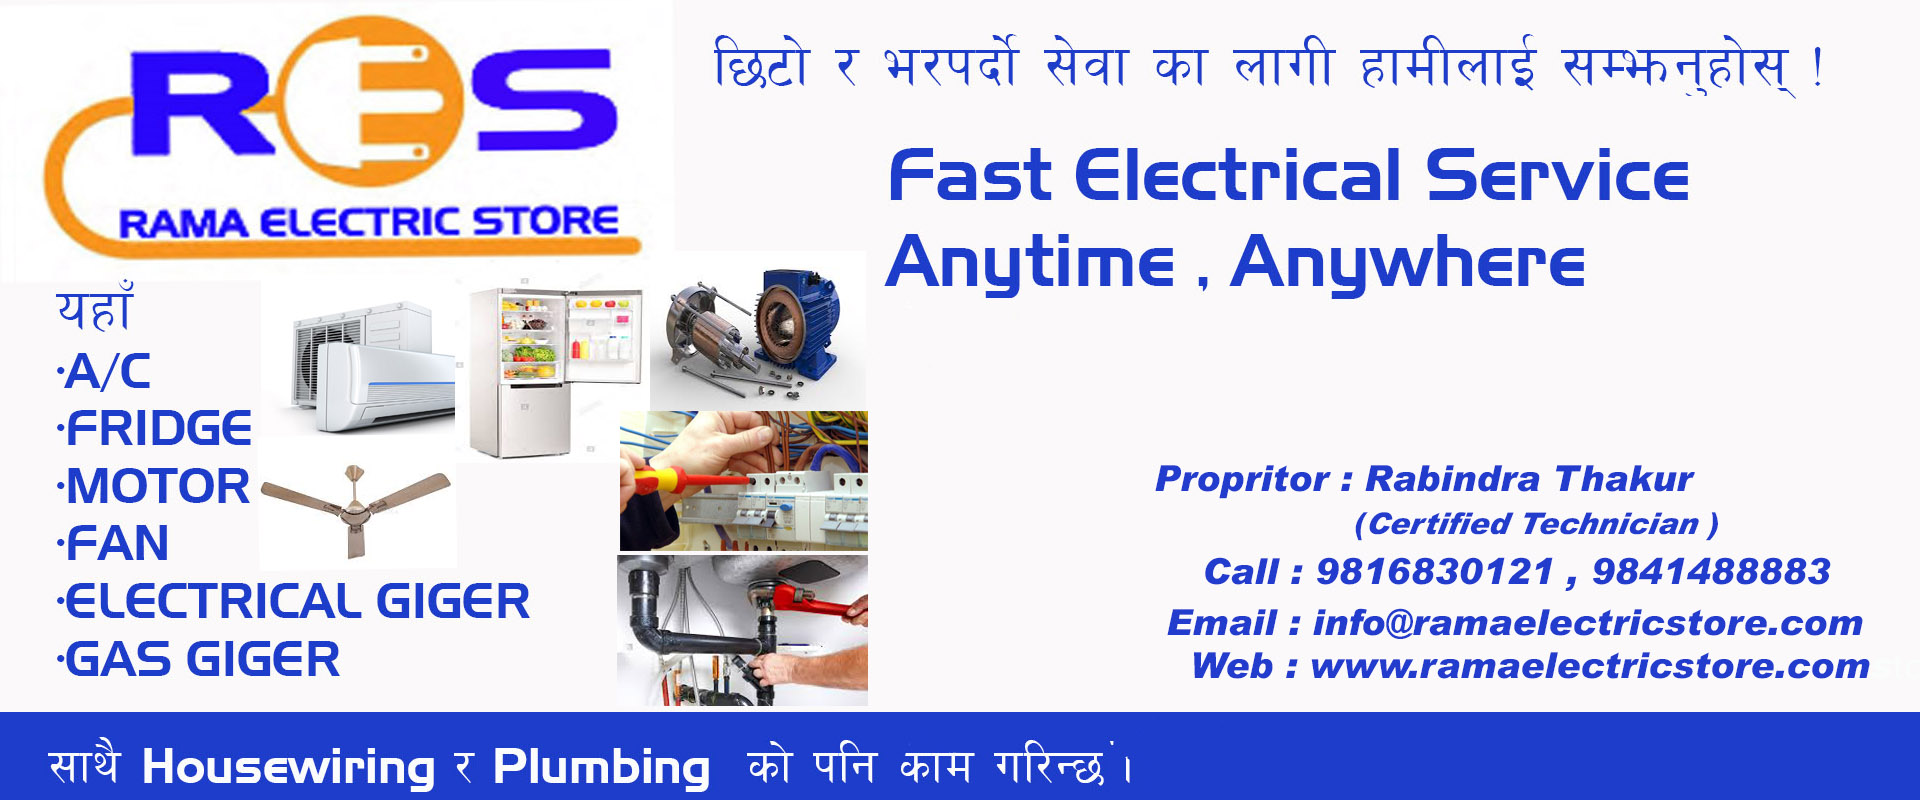 RES
RAMA ELECTRIC STORE
छिटो र भरपर्दो सेवा का लागी हामीलाई सम्झनुहोस् !
Fast Electrical Service
Anytime , Anywhere
यहाँ
·A/C
·FRIDGE
·MOTOR
·FAN
·ELECTRICAL GIGER
·GAS GIGER
Propritor : Rabindra Thakur
(Certified Technician )
Call : 9816830121 , 9841488883
Email : info@ramaelectricstore.com
Web : www.ramaelectricstore.com
साथै Housewiring र Plumbing को पनि काम गरिन्छ ।